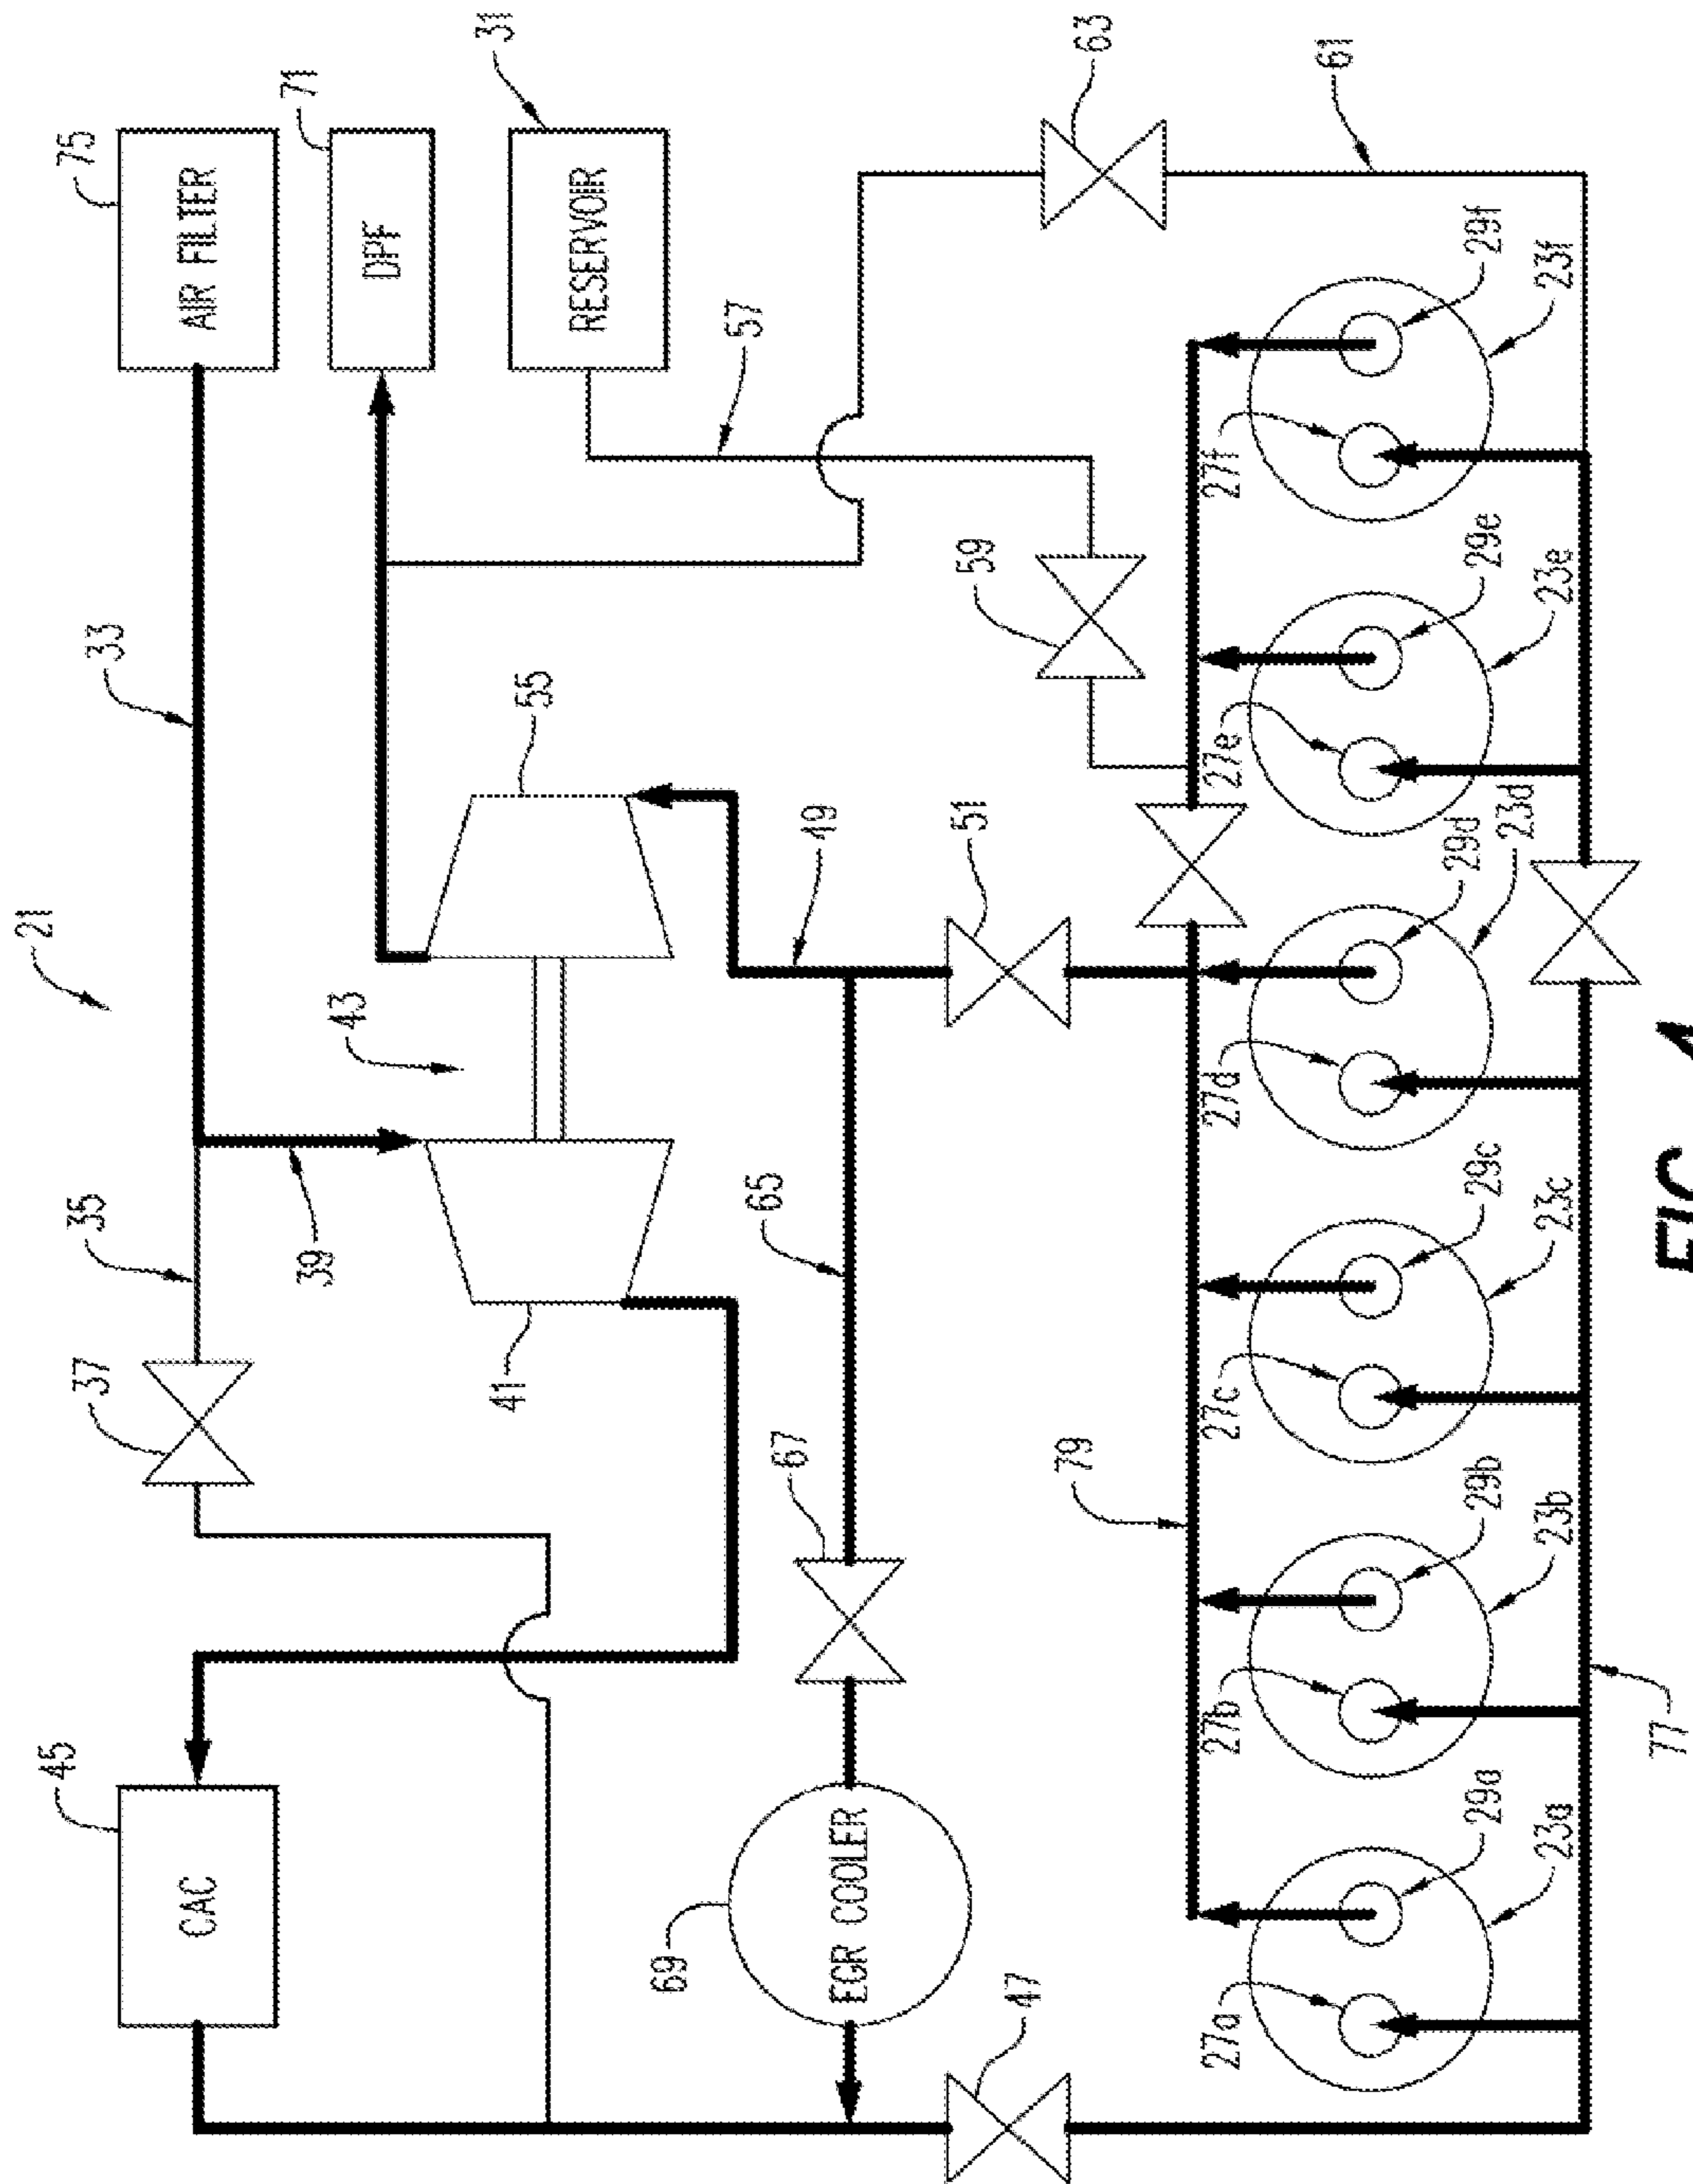 21
45
37
75
35
33
CAC
AIR FILTER
39
71
43
DPF
31
41
55
RESERVOIR
69
57
65
67
49
EGR COOLER
51
59
47
79
63
27a 27b 27c 27d 27e 27f
61
29a 29b 29c 29d 29e 29f
23a 23b 23c 23d 23e 23f
77
FIG. 4